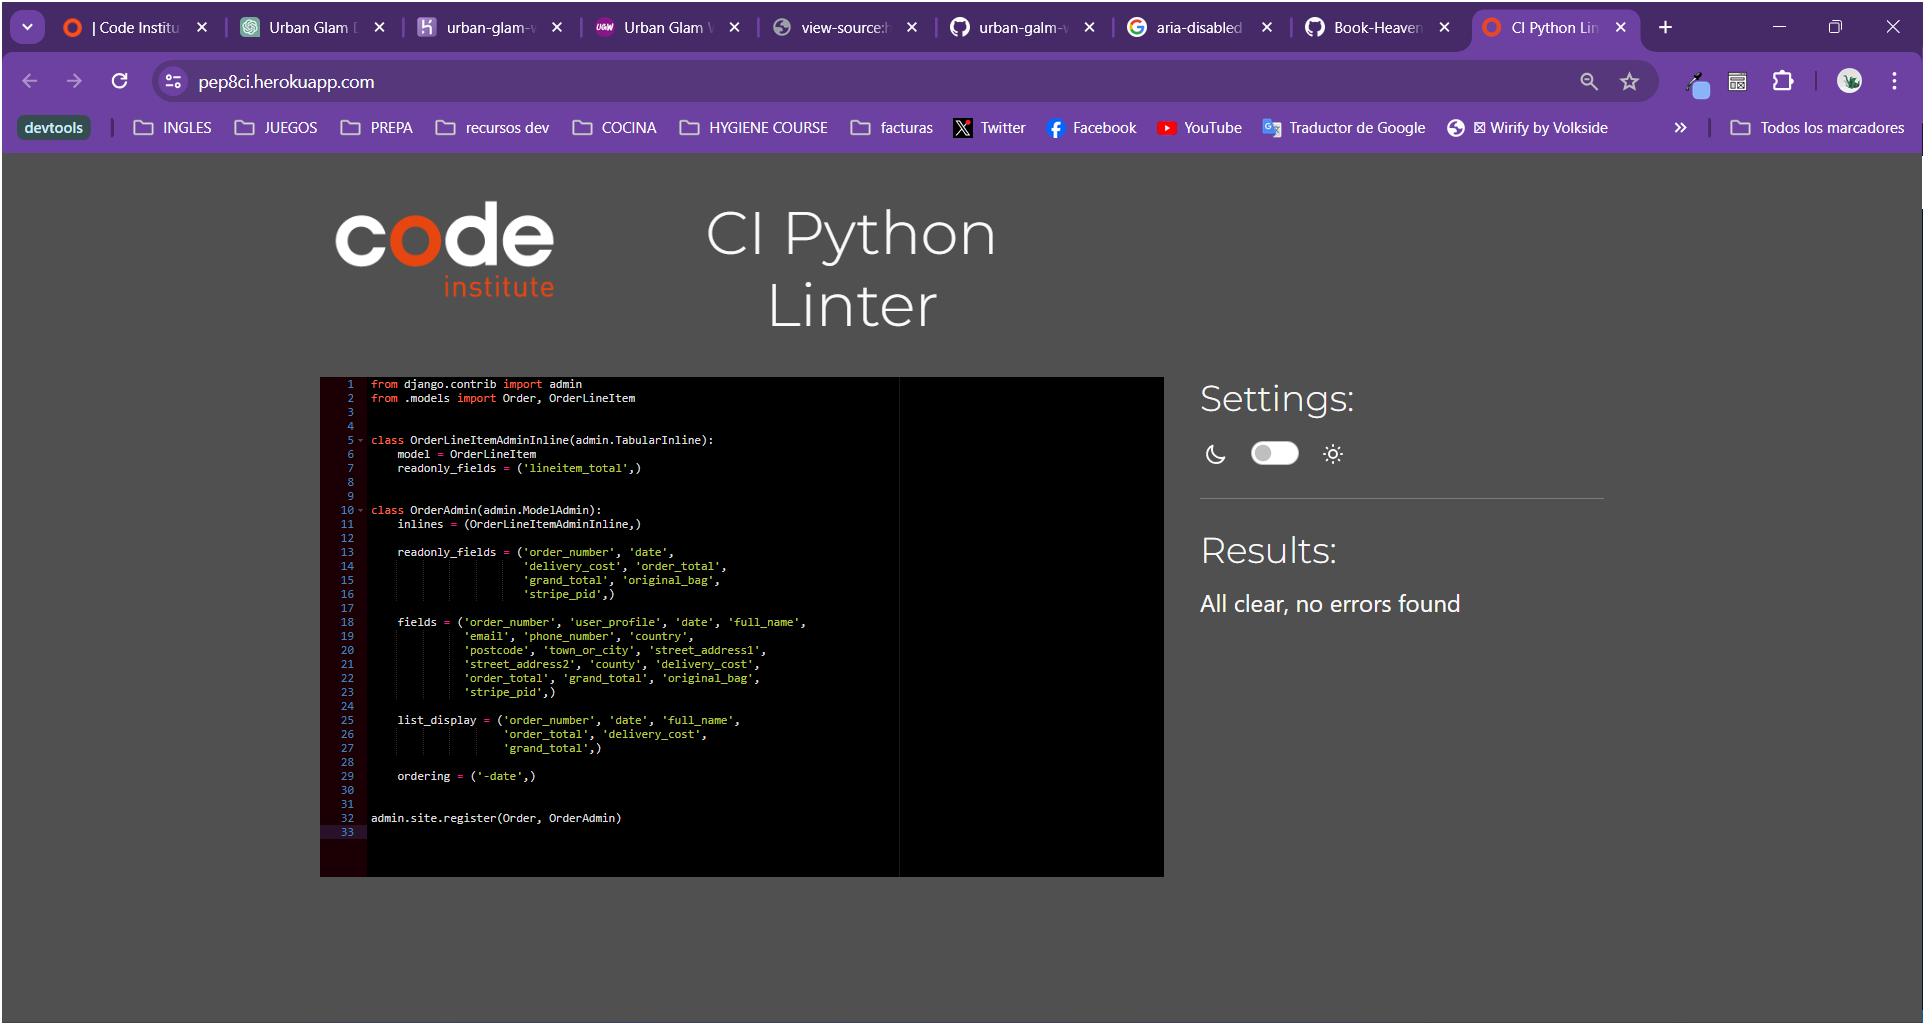 | Code Institu
Urban Glam D
urban-glam-w
UGW Urban Glam W
view-source:h
urban-galm-w
aria-disabled
Book-Heaven
CI Python Lin
pep8ci.herokuapp.com
devtools INGLES JUEGOS PREPA recursos dev COCINA HYGIENE COURSE facturas Twitter Facebook YouTube Traductor de Google Wirify by Volkside » Todos los marcadores
code
institute
CI Python
Linter
1 from django.contrib import admin
2 from .models import Order, OrderLineItem
3
4
5 class OrderLineItemAdminInline(admin.TabularInline):
6     model = OrderLineItem
7     readonly_fields = ('lineitem_total',)
8
9
10 class OrderAdmin(admin.ModelAdmin):
11     inlines = (OrderLineItemAdminInline,)
12
13     readonly_fields = ('order_number', 'date',
14                        'delivery_cost', 'order_total',
15                        'grand_total', 'original_bag',
16                        'stripe_pid',)
17
18     fields = ('order_number', 'user_profile', 'date', 'full_name',
19               'email', 'phone_number', 'country',
20               'postcode', 'town_or_city', 'street_address1',
21               'street_address2', 'county', 'delivery_cost',
22               'order_total', 'grand_total', 'original_bag',
23               'stripe_pid',)
24
25     list_display = ('order_number', 'date', 'full_name',
26                     'order_total', 'delivery_cost',
27                     'grand_total',)
28
29     ordering = ('-date',)
30
31
32 admin.site.register(Order, OrderAdmin)
33
Settings:
Results:
All clear, no errors found